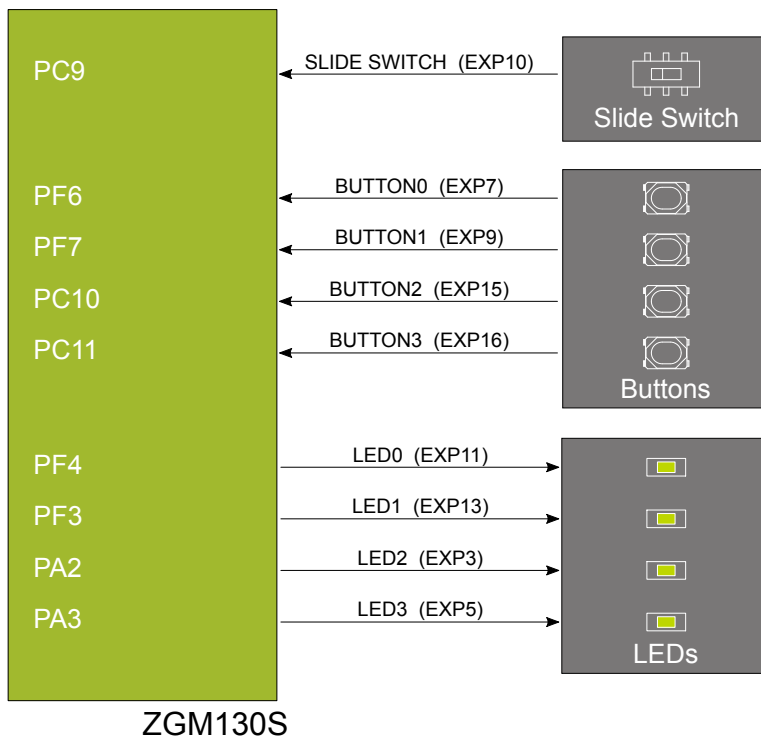 PC9
SLIDE SWITCH (EXP10)
Slide Switch
PF6
BUTTON0 (EXP7)
PF7
BUTTON1 (EXP9)
PC10
BUTTON2 (EXP15)
PC11
BUTTON3 (EXP16)
Buttons
PF4
LED0 (EXP11)
PF3
LED1 (EXP13)
PA2
LED2 (EXP3)
PA3
LED3 (EXP5)
LEDs
ZGM130S